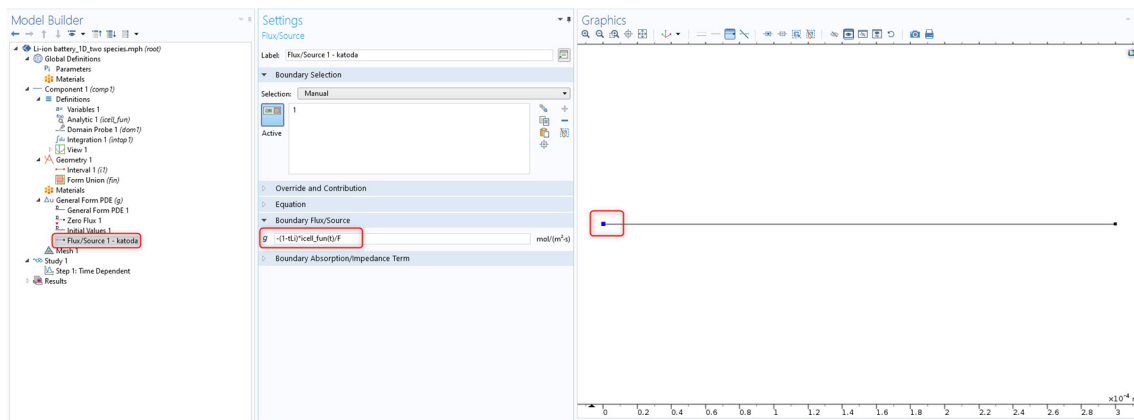 Model Builder
Li-ion battery_1D_two species.mph (root)
Global Definitions
Pi Parameters
Materials
Component 1 (comp1)
Definitions
a= Variables 1
Analytic 1 (icell_fun)
Domain Probe 1 (dom1)
Integration 1 (intop1)
View 1
Geometry 1
Interval 1 (i1)
Form Union (fin)
Materials
Δu General Form PDE (g)
General Form PDE 1
Zero Flux 1
Initial Values 1
Flux/Source 1 - katoda
Mesh 1
Study 1
Step 1: Time Dependent
Results
Settings
Flux/Source
Label: Flux/Source 1 - katoda
Boundary Selection
Selection: Manual
1
Active
Override and Contribution
Equation
Boundary Flux/Source
g -(1-tLi)*icell_fun(t)/F mol/(m²·s)
Boundary Absorption/Impedance Term
Graphics
×10⁻⁴
0 0.2 0.4 0.6 0.8 1 1.2 1.4 1.6 1.8 2 2.2 2.4 2.6 2.8 3